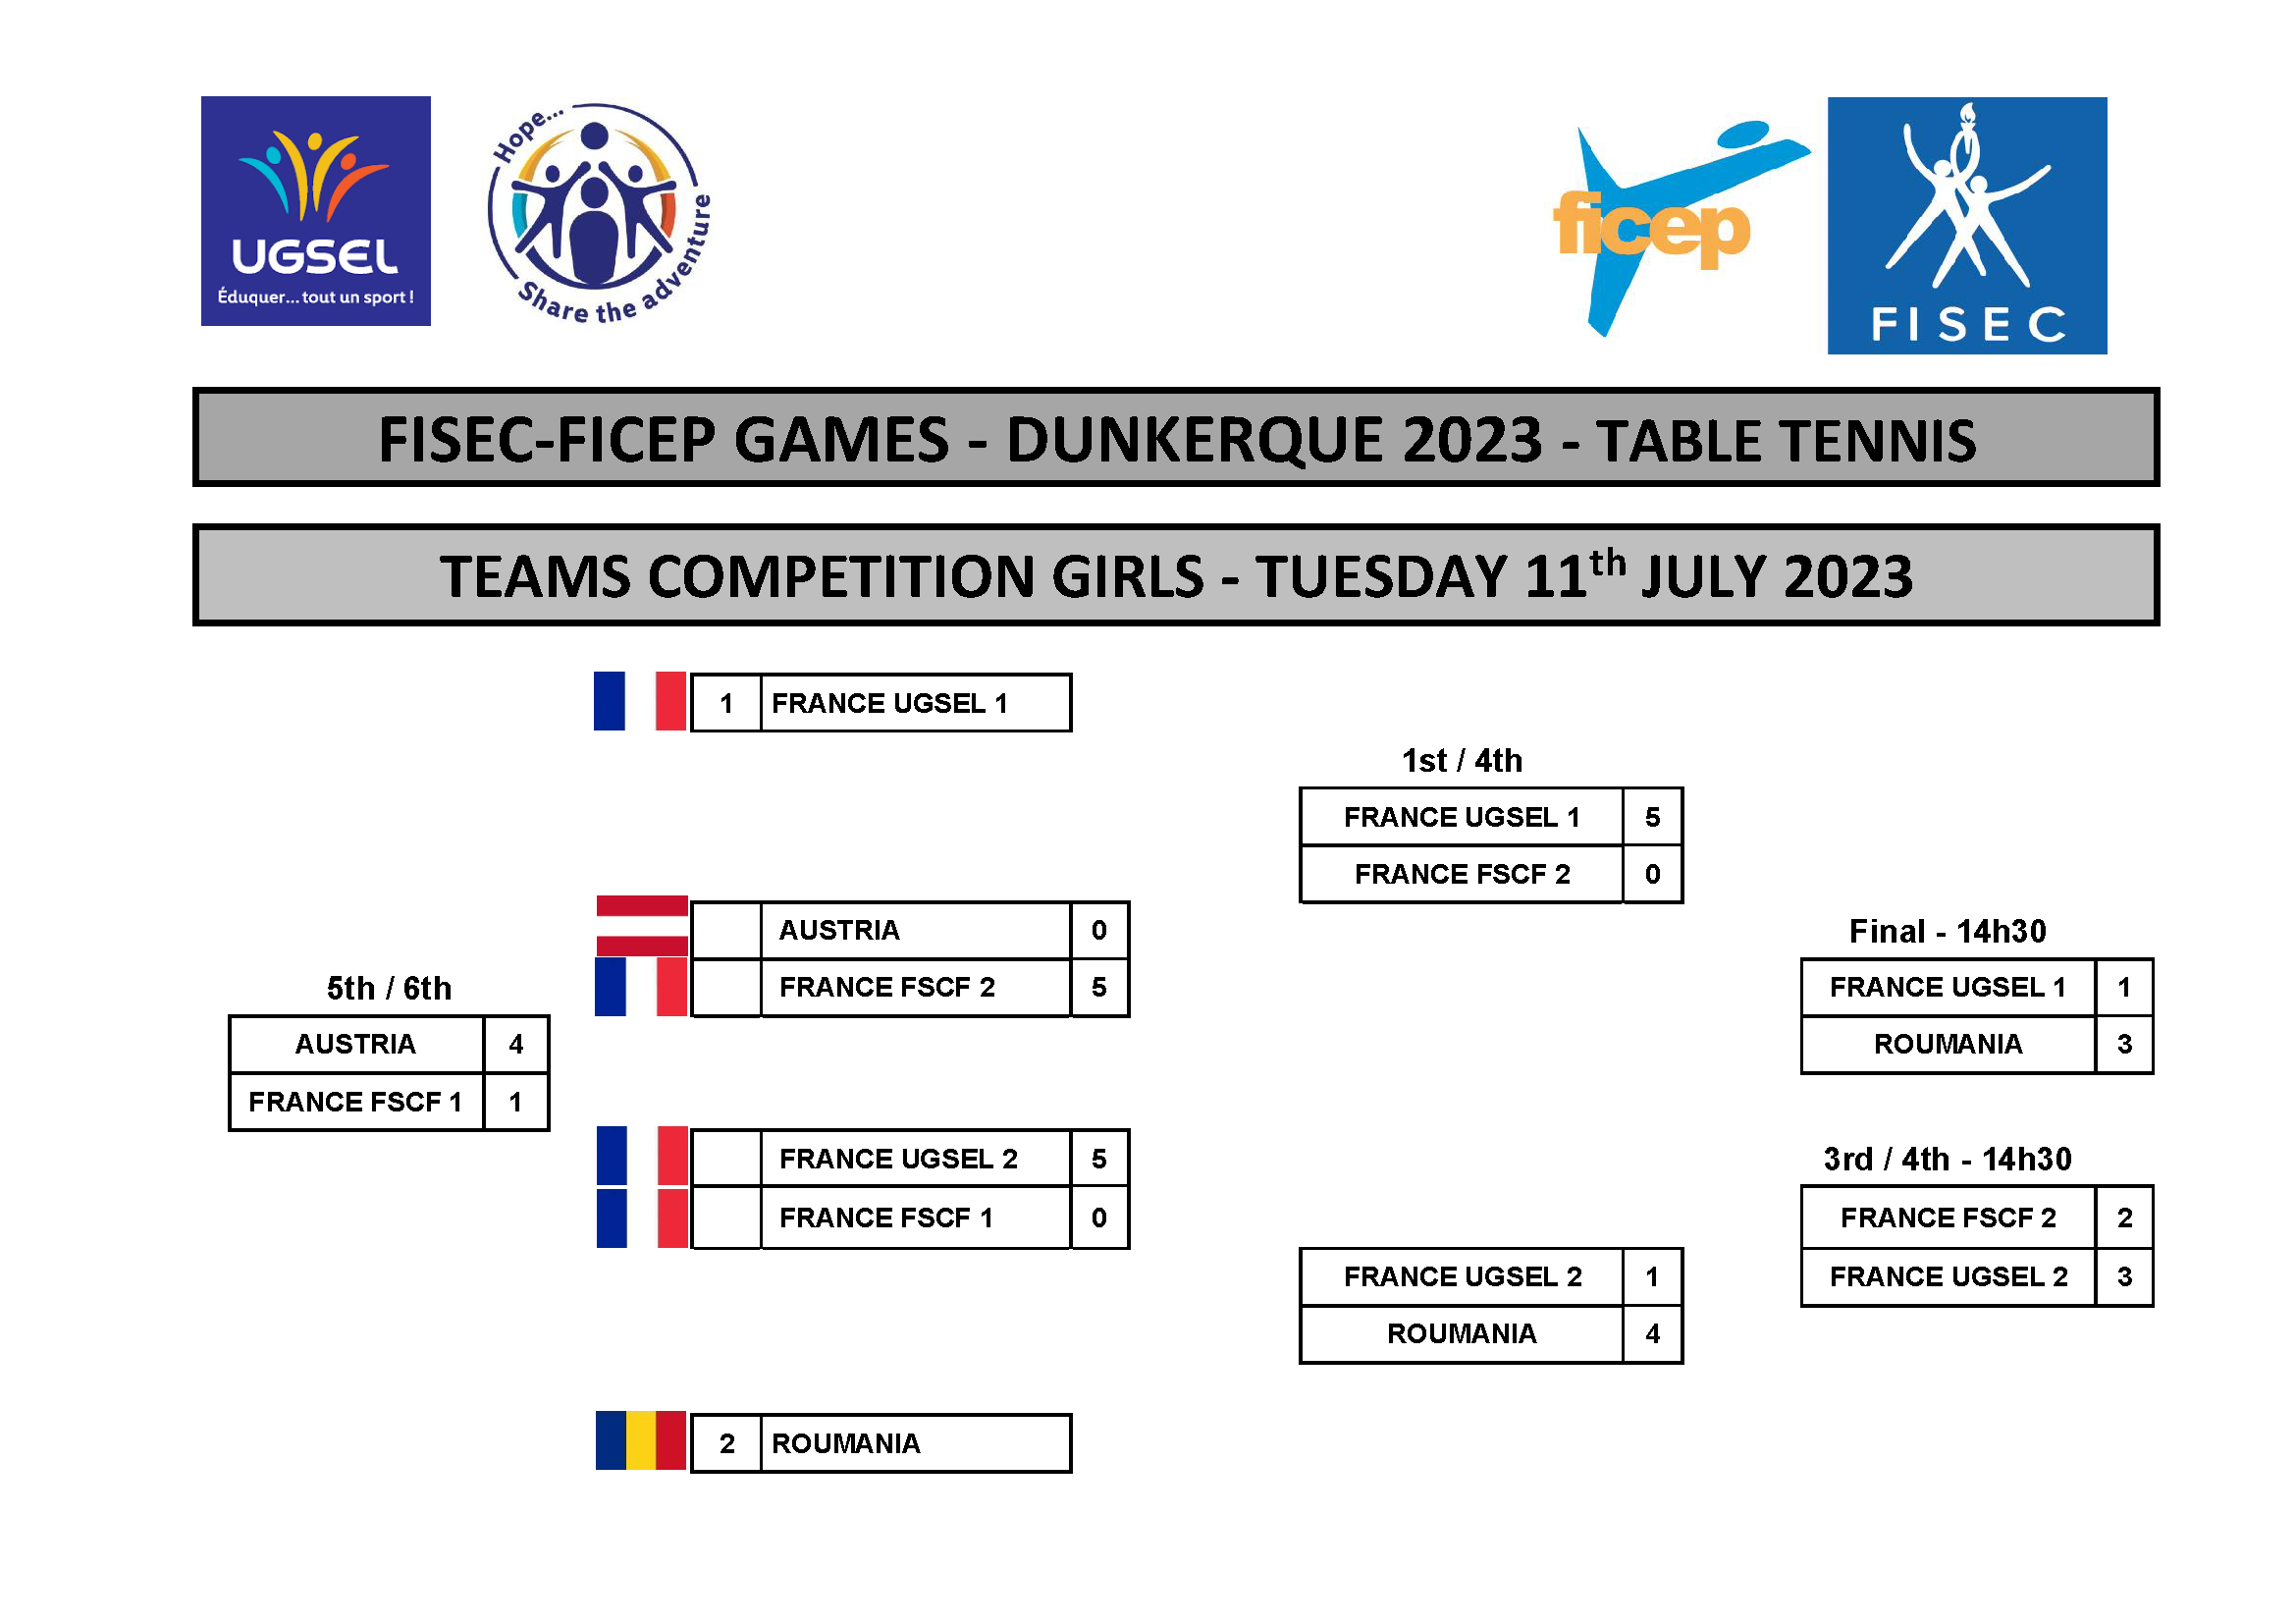 UGSEL
Éduquer... tout un sport !
Hope...
Share the adventure
ficep
FISEC
FISEC-FICEP GAMES - DUNKERQUE 2023 - TABLE TENNIS
TEAMS COMPETITION GIRLS - TUESDAY 11th JULY 2023
1 FRANCE UGSEL 1
1st / 4th
FRANCE UGSEL 1 5
FRANCE FSCF 2 0
AUSTRIA 0
FRANCE FSCF 2 5
Final - 14h30
FRANCE UGSEL 1 1
ROUMANIA 3
5th / 6th
AUSTRIA 4
FRANCE FSCF 1 1
FRANCE UGSEL 2 5
FRANCE FSCF 1 0
3rd / 4th - 14h30
FRANCE FSCF 2 2
FRANCE UGSEL 2 3
FRANCE UGSEL 2 1
ROUMANIA 4
2 ROUMANIA